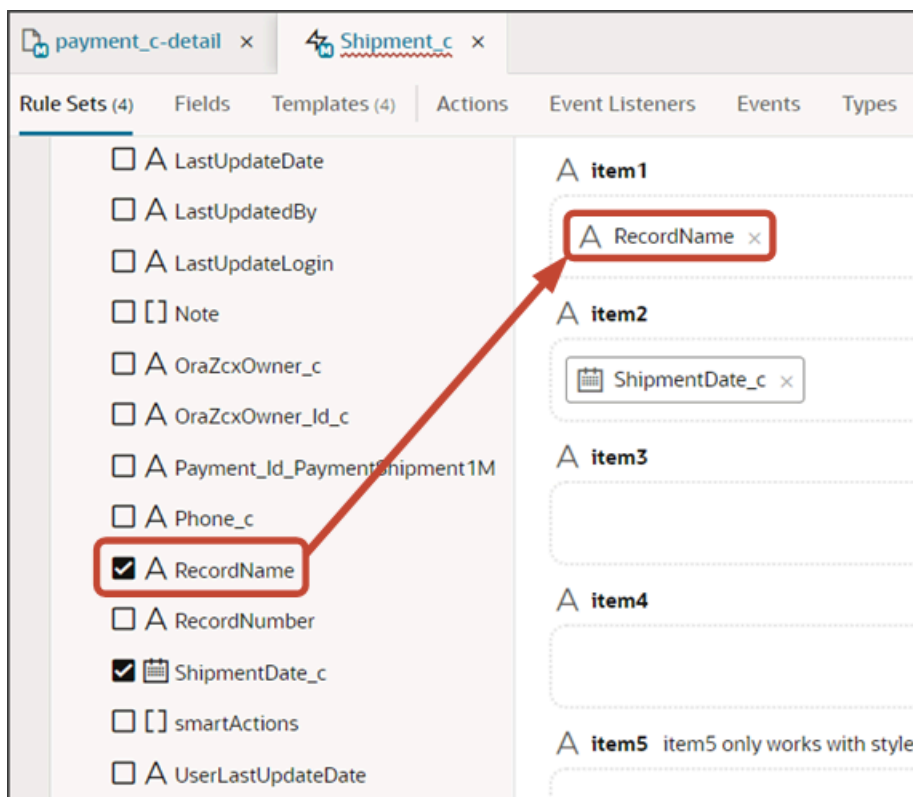 payment_c-detail × Shipment_c ×
Rule Sets (4) Fields Templates (4) Actions Event Listeners Events Types
LastUpdateDate
LastUpdatedBy
LastUpdateLogin
Note
OraZcxOwner_c
OraZcxOwner_Id_c
Payment_Id_PaymentShipment1M
Phone_c
RecordName
RecordNumber
ShipmentDate_c
smartActions
UserLastUpdateDate
item1
RecordName ×
item2
ShipmentDate_c ×
item3
item4
item5 item5 only works with style